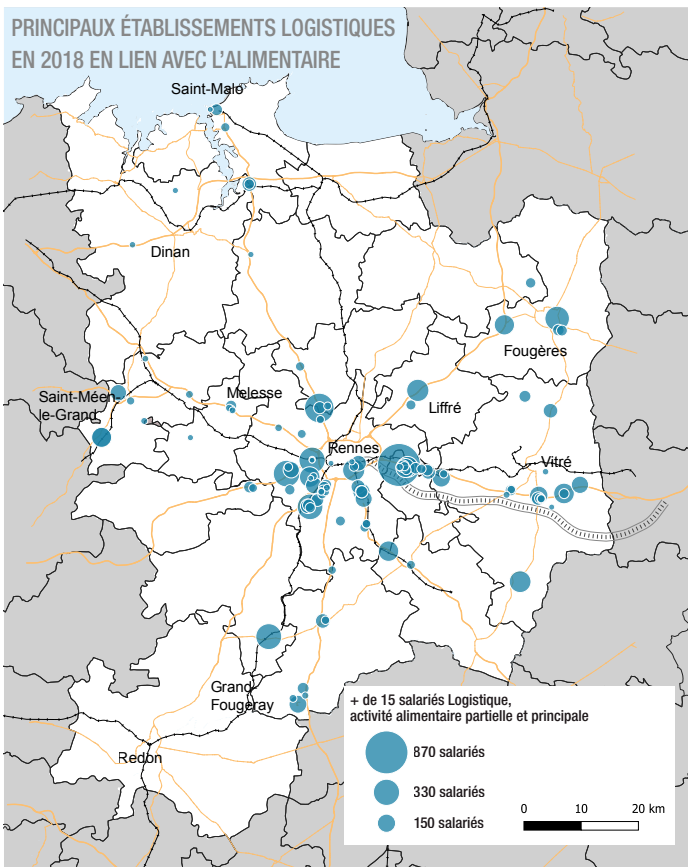 PRINCIPAUX ÉTABLISSEMENTS LOGISTIQUES
EN 2018 EN LIEN AVEC L'ALIMENTAIRE
Saint-Malo
Dinan
Fougères
Saint-Méen-
le-Grand
Melesse
Liffré
Rennes
Vitré
Grand-
Fougeray
Redon
+ de 15 salariés Logistique,
activité alimentaire partielle et principale
870 salariés
330 salariés
150 salariés
0 10 20 km